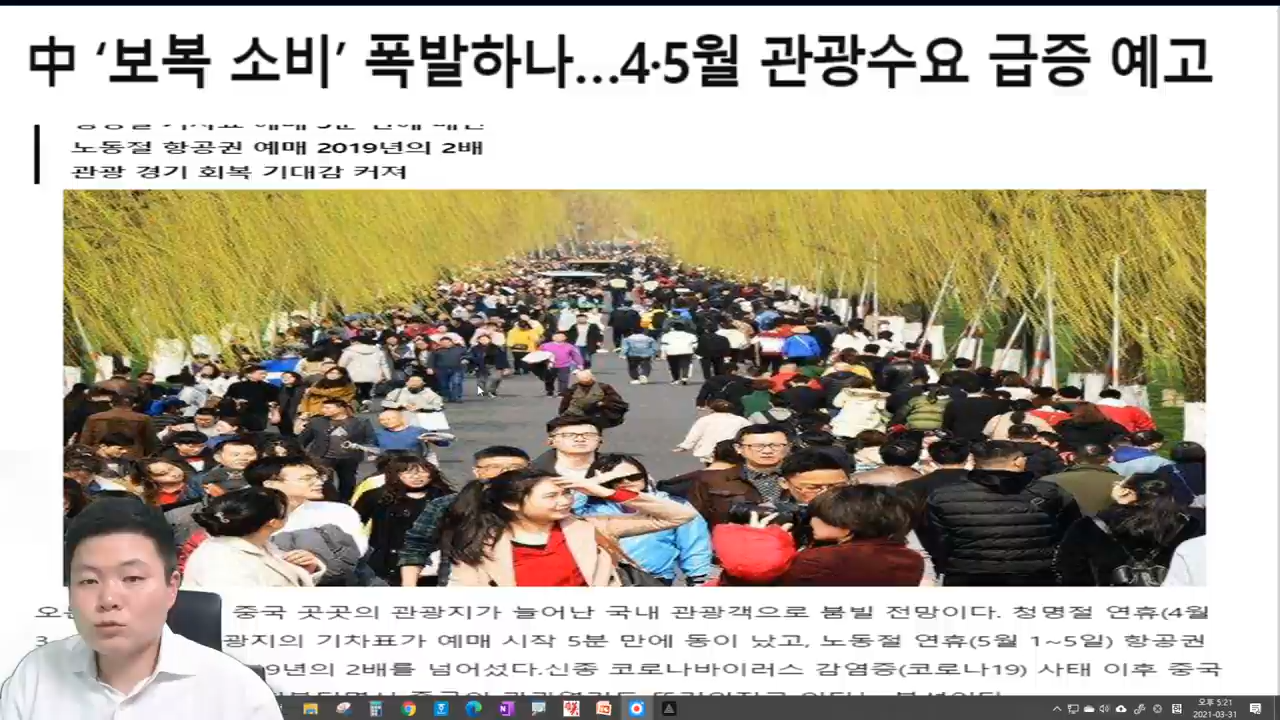 中 ‘보복 소비’ 폭발하나…4·5월 관광수요 급증 예고
노동절 항공권 예매 2019년의 2배
관광 경기 회복 기대감 커져
중국 곳곳의 관광지가 늘어난 국내 관광객으로 붐빌 전망이다. 청명절 연휴(4월
3 광지의 기차표가 예매 시작 5분 만에 동이 났고, 노동절 연휴(5월 1~5일) 항공권
9년의 2배를 넘어섰다.신종 코로나바이러스 감염증(코로나19) 사태 이후 중국
오후 5:21
2021-03-31